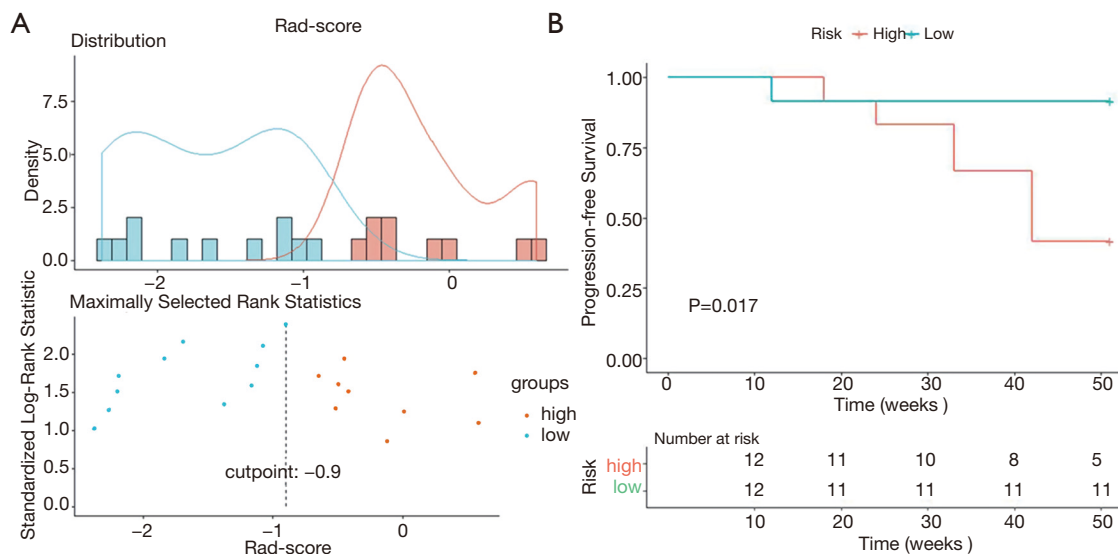 A
Rad-score
Distribution
Density
7.5
5.0
2.5
0.0
−2
−1
0
Maximally Selected Rank Statistics
Standardized Log-Rank Statistic
2.0
1.5
1.0
0.5
0.0
cutpoint: −0.9
groups
high
low
−2
−1
0
Rad-score
B
Risk High Low
Progression-free Survival
1.00
0.75
0.50
0.25
0.00
P=0.017
0 10 20 30 40 50
Time (weeks )
Number at risk
Risk
high 12 11 10 8 5
low 12 11 11 11 11
10 20 30 40 50
Time (weeks )